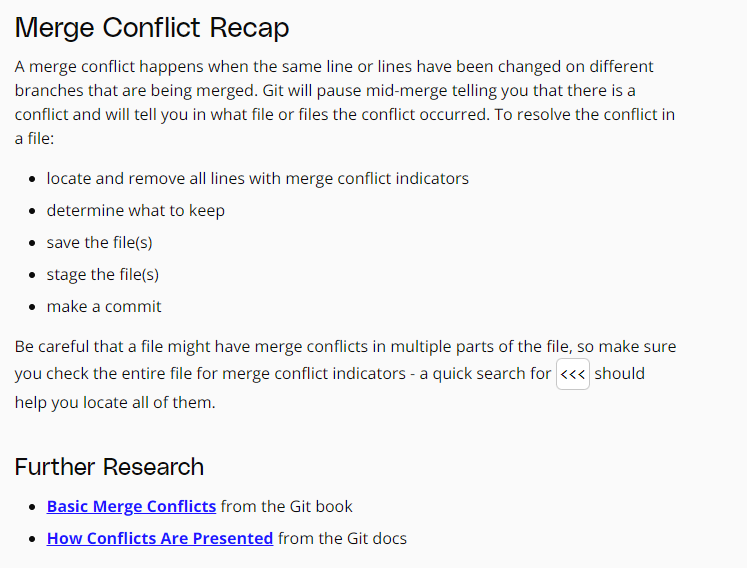 Merge Conflict Recap
A merge conflict happens when the same line or lines have been changed on different
branches that are being merged. Git will pause mid-merge telling you that there is a
conflict and will tell you in what file or files the conflict occurred. To resolve the conflict in
a file:
• locate and remove all lines with merge conflict indicators
• determine what to keep
• save the file(s)
• stage the file(s)
• make a commit
Be careful that a file might have merge conflicts in multiple parts of the file, so make sure
you check the entire file for merge conflict indicators - a quick search for <<< should
help you locate all of them.
Further Research
• Basic Merge Conflicts from the Git book
• How Conflicts Are Presented from the Git docs